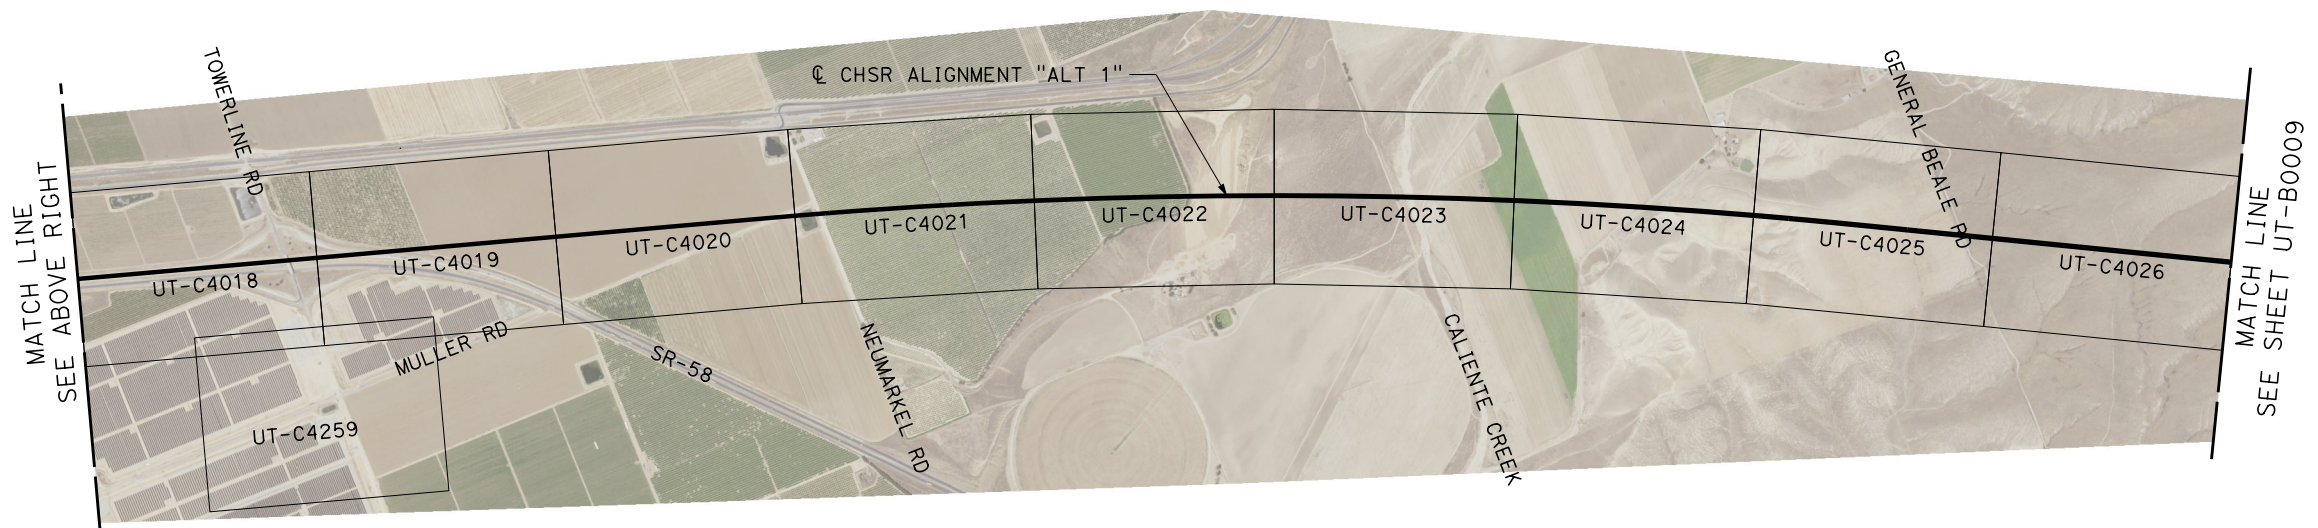 TOWERLINE RD
℄ CHSR ALIGNMENT "ALT 1"
GENERAL BEALE RD
MATCH LINE
SEE ABOVE RIGHT
UT-C4018
UT-C4019
UT-C4020
UT-C4021
UT-C4022
UT-C4023
UT-C4024
UT-C4025
UT-C4026
MATCH LINE
SEE SHEET UT-B0009
MULLER RD
SR-58
NEUMARKEL RD
CALIENTE CREEK
UT-C4259